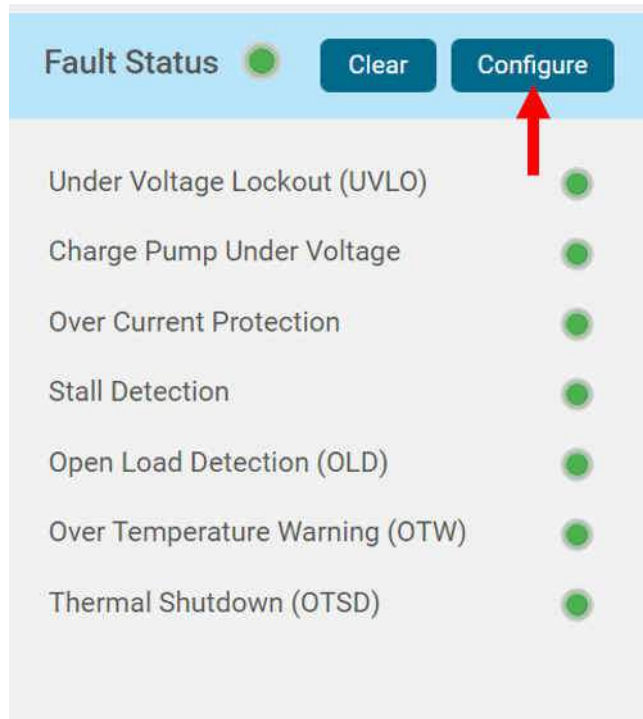 Fault Status Clear Configure
Under Voltage Lockout (UVLO)
Charge Pump Under Voltage
Over Current Protection
Stall Detection
Open Load Detection (OLD)
Over Temperature Warning (OTW)
Thermal Shutdown (OTSD)